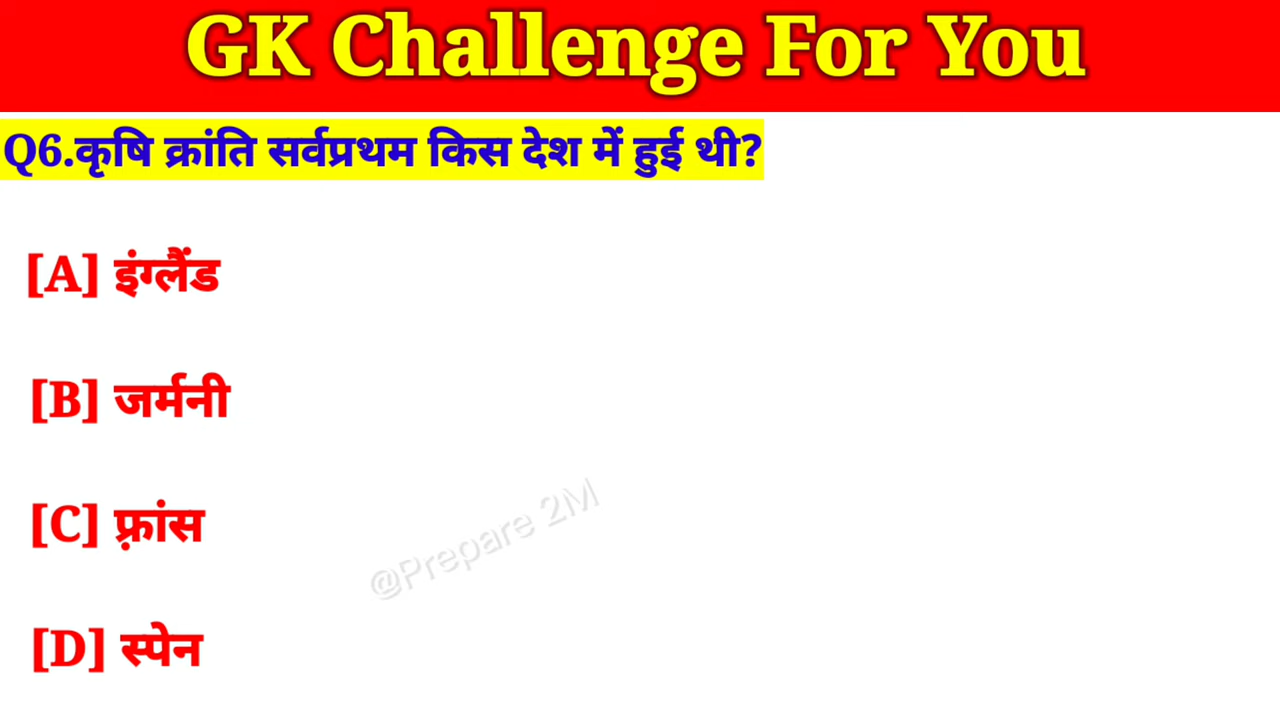 GK Challenge For You
Q6.कृषि क्रांति सर्वप्रथम किस देश में हुई थी?
[A] इंग्लैंड
[B] जर्मनी
[C] फ़्रांस
@Prepare 2M
[D] स्पेन